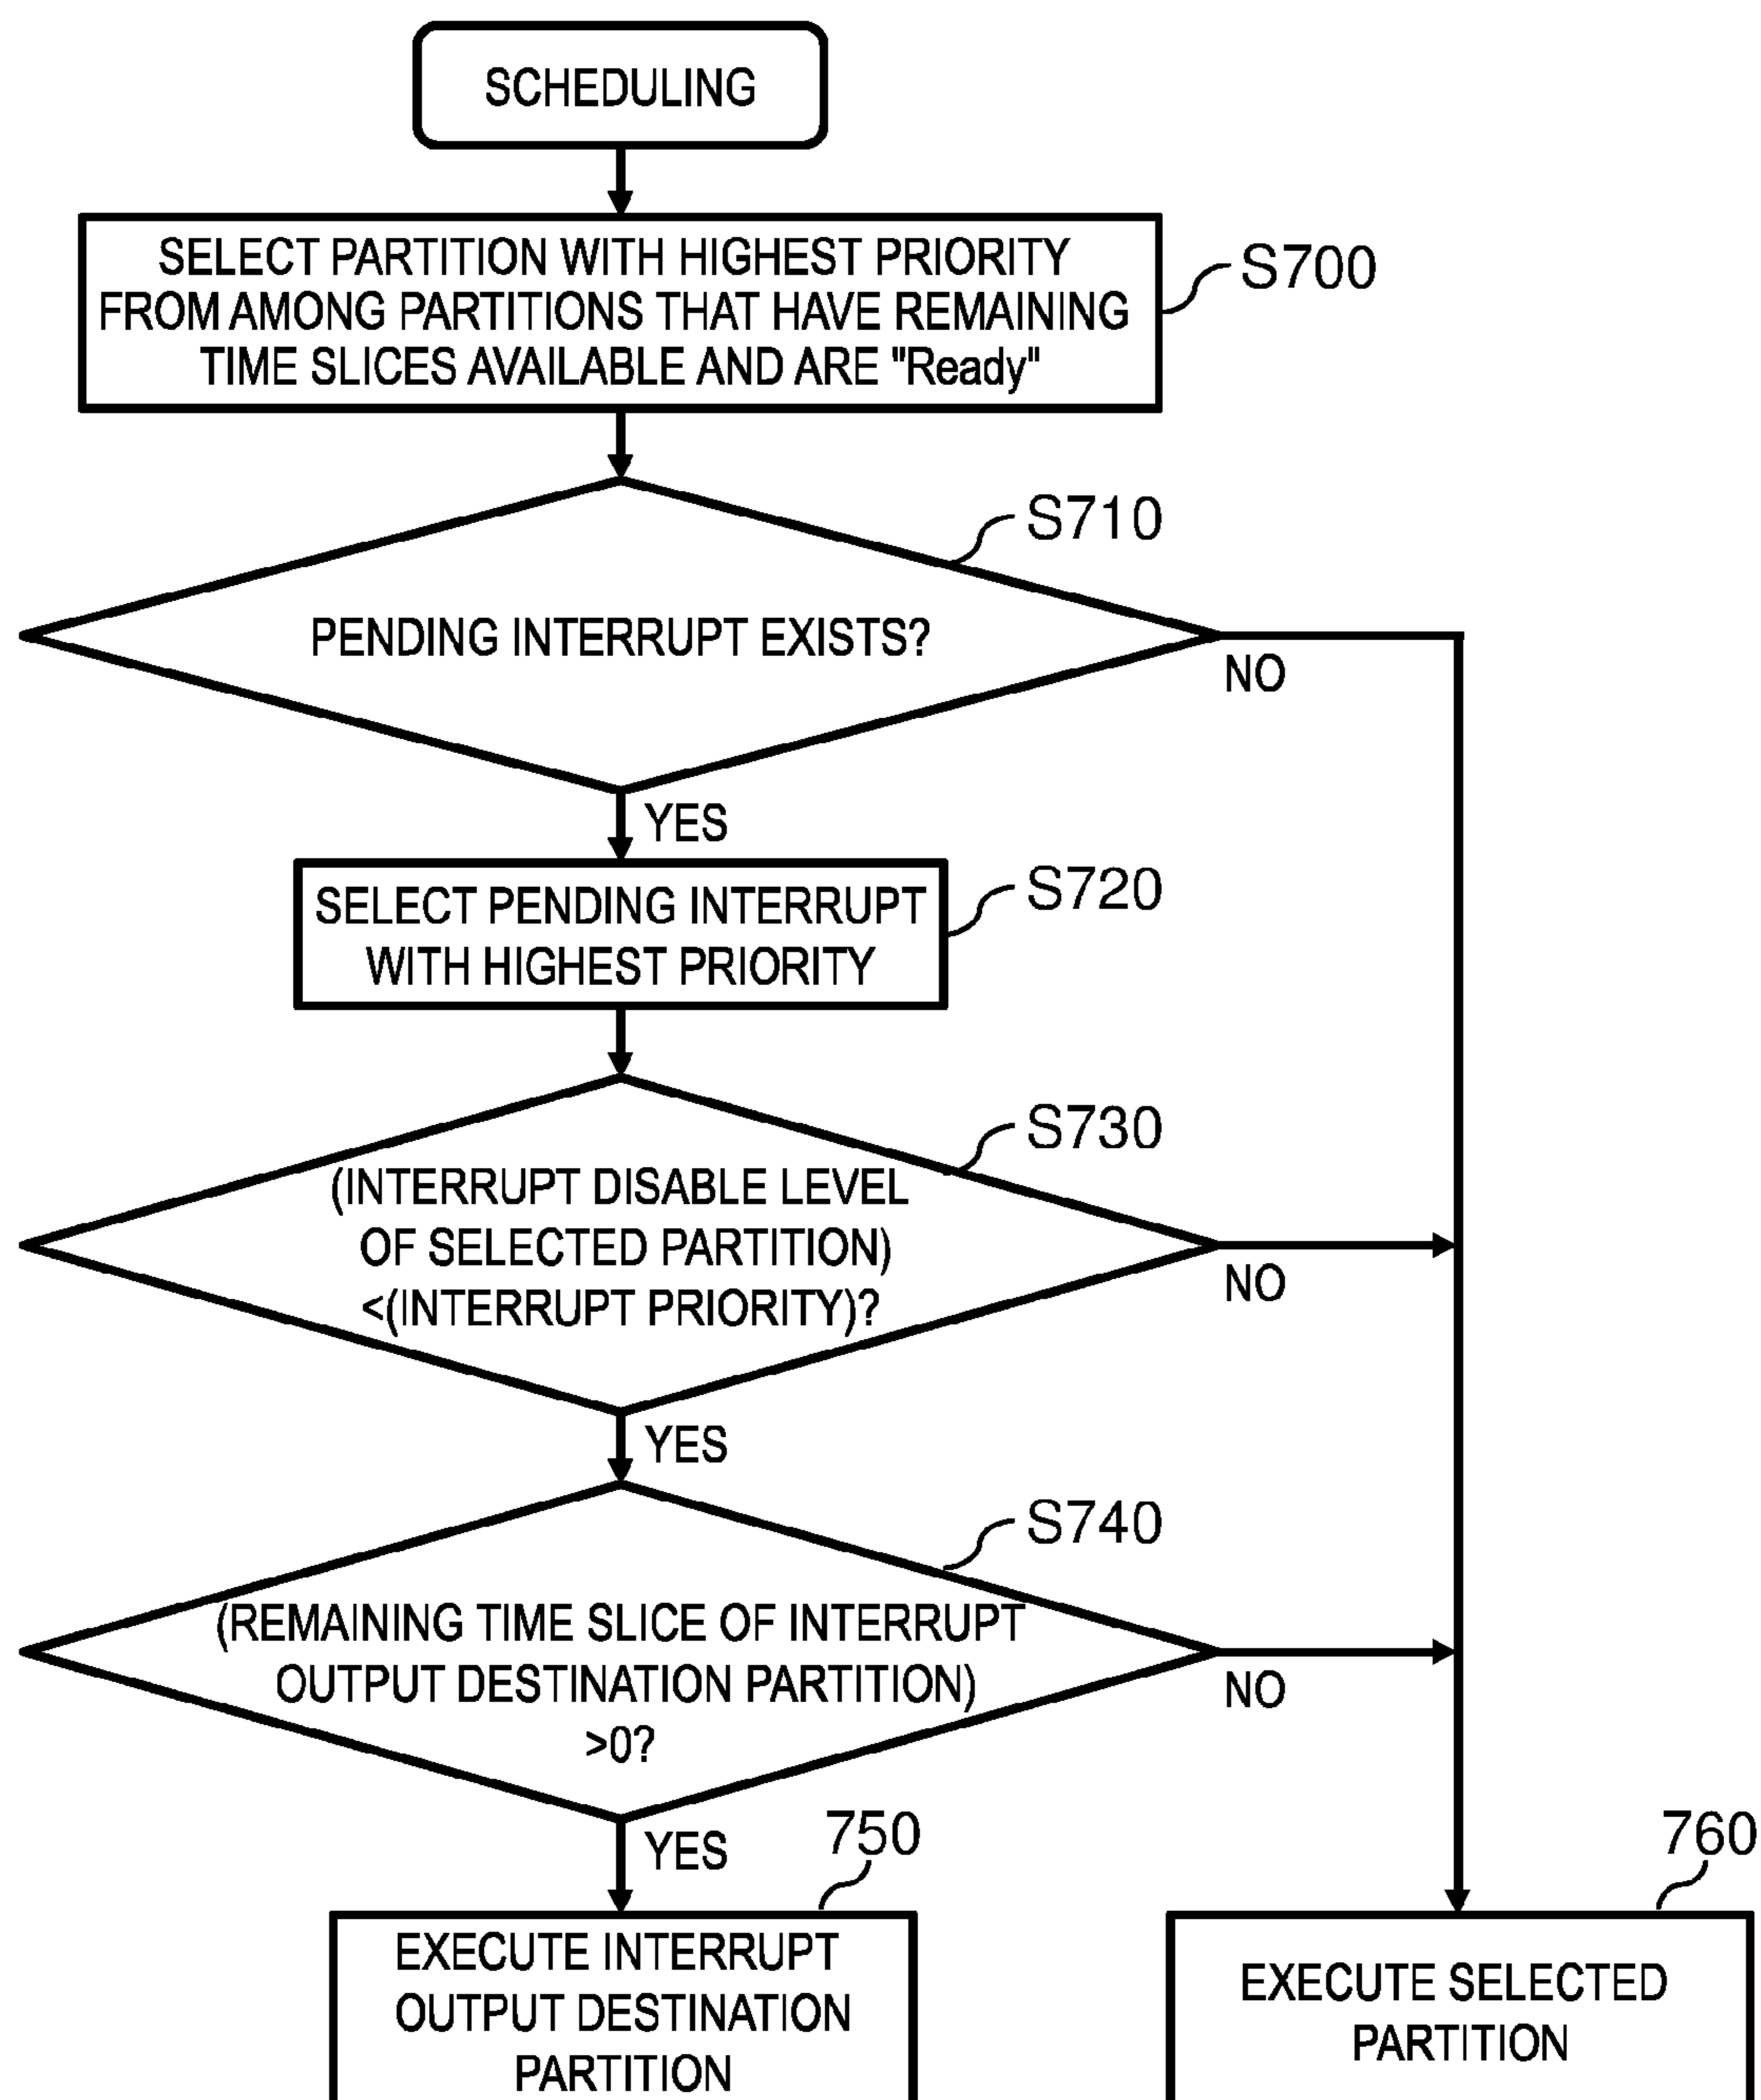 SCHEDULING
SELECT PARTITION WITH HIGHEST PRIORITY
FROM AMONG PARTITIONS THAT HAVE REMAINING
TIME SLICES AVAILABLE AND ARE "Ready"
S700
S710
PENDING INTERRUPT EXISTS?
NO
YES
SELECT PENDING INTERRUPT
WITH HIGHEST PRIORITY
S720
S730
(INTERRUPT DISABLE LEVEL
OF SELECTED PARTITION)
<(INTERRUPT PRIORITY)?
NO
YES
S740
(REMAINING TIME SLICE OF INTERRUPT
OUTPUT DESTINATION PARTITION)
>0?
NO
YES
750
760
EXECUTE INTERRUPT
OUTPUT DESTINATION
PARTITION
EXECUTE SELECTED
PARTITION